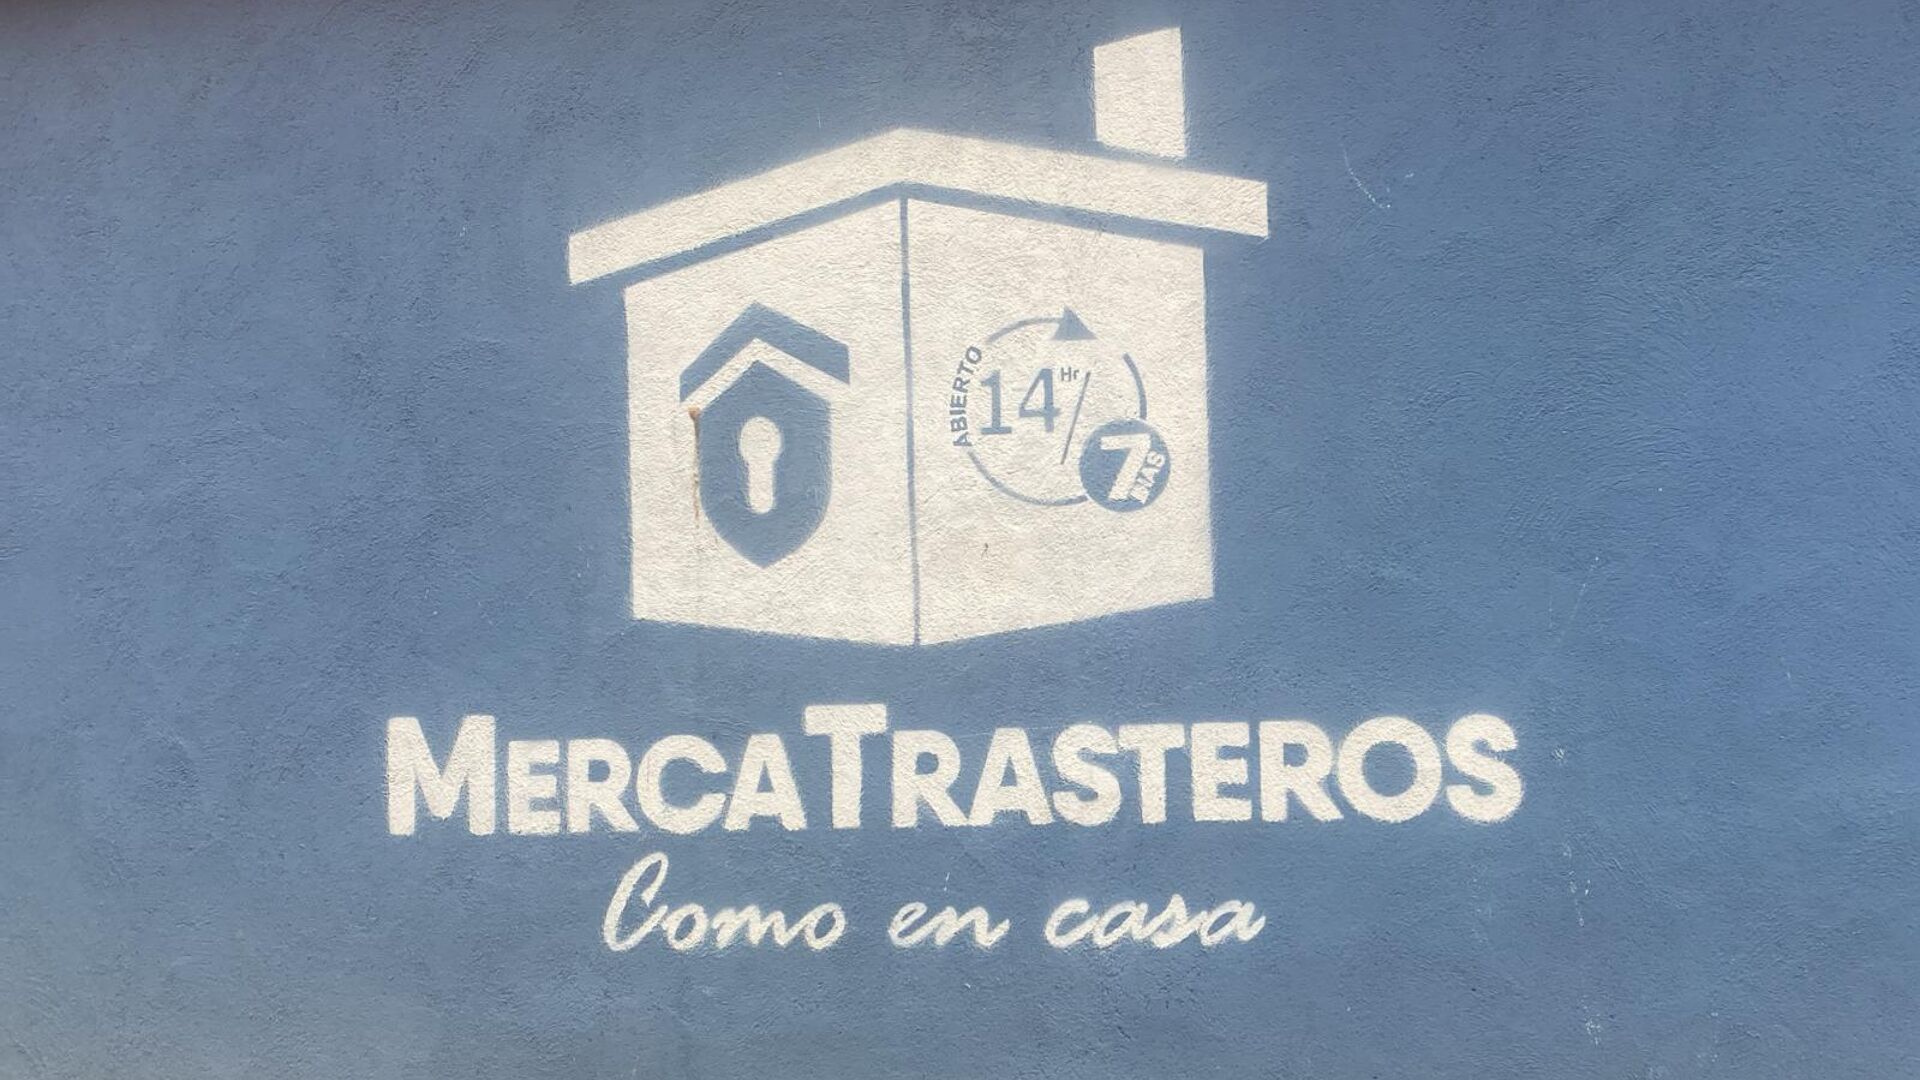 ABIERTO
14 Hr/
7 DIAS
MERCATRASTEROS
Como en casa